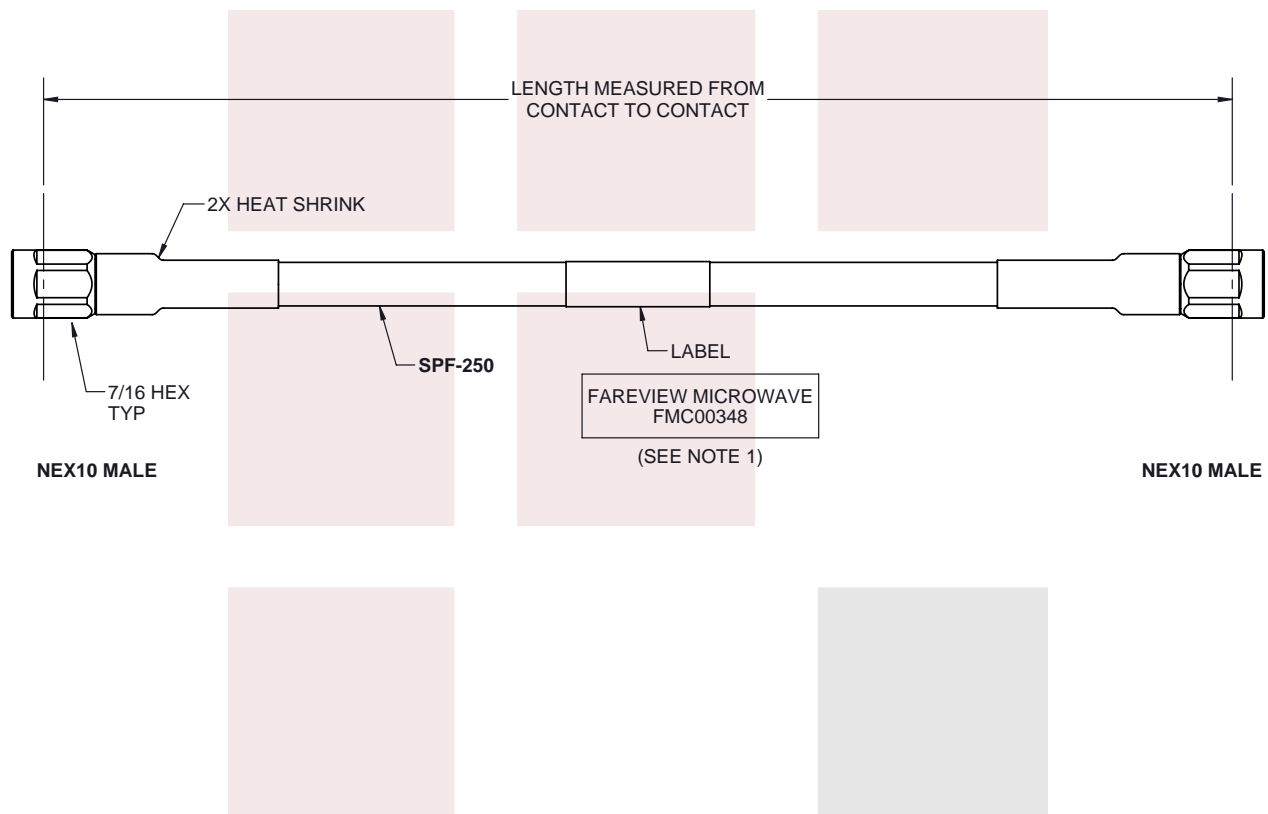 LENGTH MEASURED FROM
CONTACT TO CONTACT
2X HEAT SHRINK
SPF-250
LABEL
7/16 HEX
TYP
FAREVIEW MICROWAVE
FMC00348
(SEE NOTE 1)
NEX10 MALE
NEX10 MALE